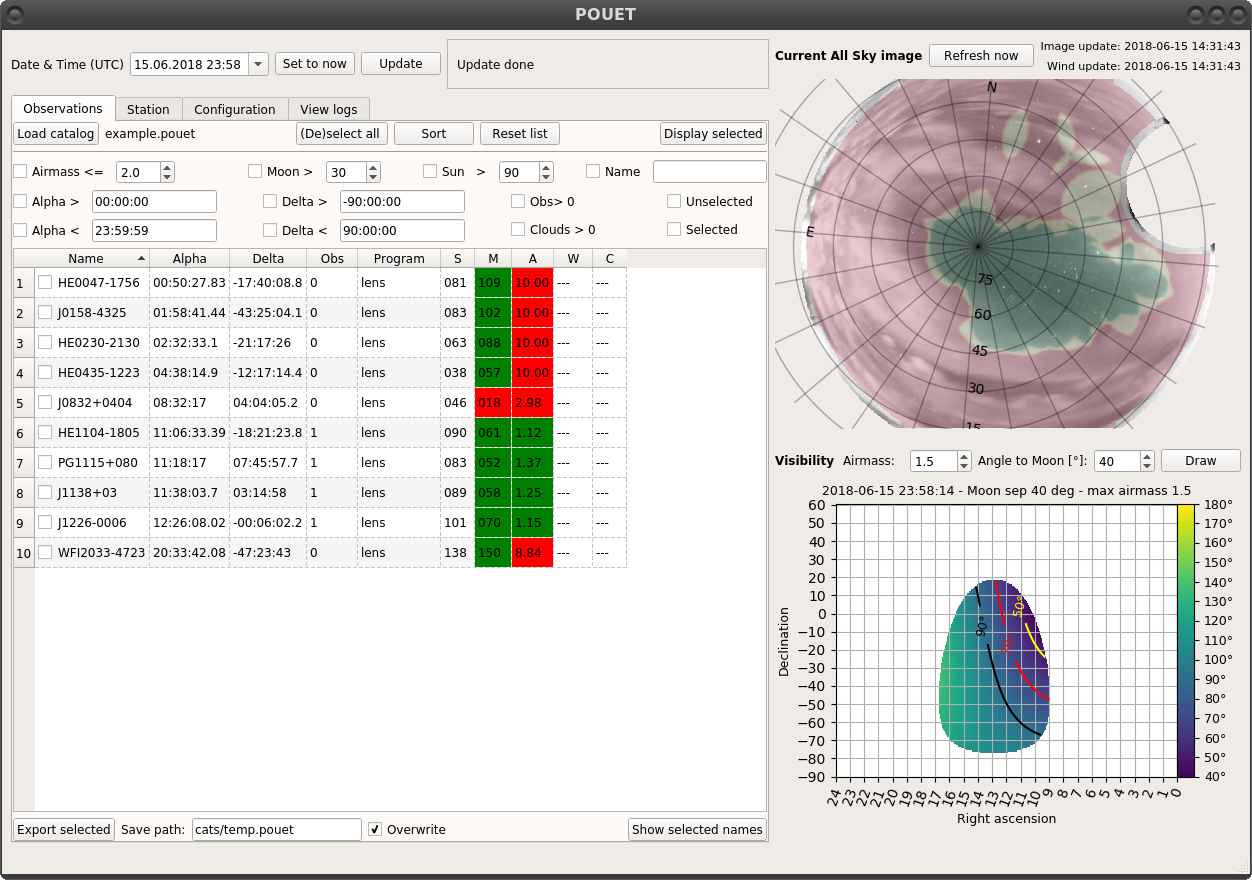 POUET
Date & Time (UTC) 15.06.2018 23:58 Set to now Update Update done
Current All Sky image Refresh now Image update: 2018-06-15 14:31:43
Wind update: 2018-06-15 14:31:43
Observations Station Configuration View logs
Load catalog example.pouet (De)select all Sort Reset list Display selected
Airmass <= 2.0 Moon > 30 Sun > 90 Name
Alpha > 00:00:00 Delta > -90:00:00 Obs> 0 Unselected
Alpha < 23:59:59 Delta < 90:00:00 Clouds > 0 Selected
Name Alpha Delta Obs Program S M A W C
1 HE0047-1756 00:50:27.83 -17:40:08.8 0 lens 081 109 10.00 --- ---
2 J0158-4325 01:58:41.44 -43:25:04.1 0 lens 083 102 10.00 --- ---
3 HE0230-2130 02:32:33.1 -21:17:26 0 lens 063 088 10.00 --- ---
4 HE0435-1223 04:38:14.9 -12:17:14.4 0 lens 038 057 10.00 --- ---
5 J0832+0404 08:32:17 04:04:05.2 0 lens 046 018 2.98 --- ---
6 HE1104-1805 11:06:33.39 -18:21:23.8 1 lens 090 061 1.12 --- ---
7 PG1115+080 11:18:17 07:45:57.7 1 lens 083 052 1.37 --- ---
8 J1138+03 11:38:03.7 03:14:58 1 lens 089 058 1.25 --- ---
9 J1226-0006 12:26:08.02 -00:06:02.2 1 lens 101 070 1.15 --- ---
10 WFI2033-4723 20:33:42.08 -47:23:43 0 lens 138 150 8.84 --- ---
Export selected Save path: cats/temp.pouet Overwrite Show selected names
N
E
75
60
45
30
15
Visibility Airmass: 1.5 Angle to Moon [°]: 40 Draw
2018-06-15 23:58:14 - Moon sep 40 deg - max airmass 1.5
Declination
60
50
40
30
20
10
0
−10
−20
−30
−40
−50
−60
−70
−80
−90
90°
70°
50°
180°
170°
160°
150°
140°
130°
120°
110°
100°
90°
80°
70°
60°
50°
40°
24 23 22 21 20 19 18 17 16 15 14 13 12 11 10 9 8 7 6 5 4 3 2 1 0
Right ascension